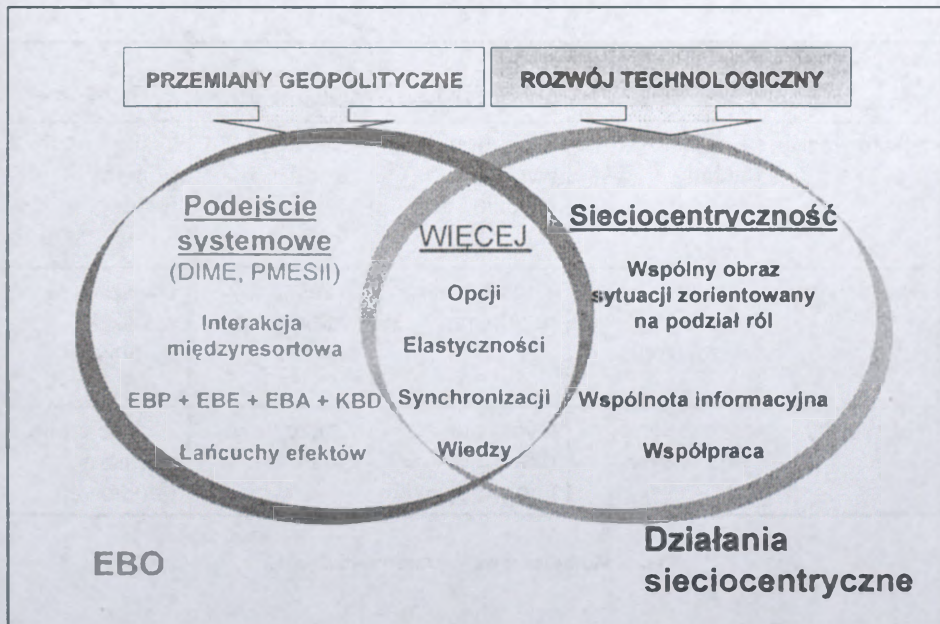 PRZEMIANY GEOPOLITYCZNE
ROZWÓJ TECHNOLOGICZNY
Podejście
systemowe
(DIME, PMESII)
Interakcja
międzyresortowa
EBP + EBE + EBA + KBD
Łańcuchy efektów
WIĘCEJ
Opcji
Elastyczności
Synchronizacji
Wiedzy
Sieciocentryczność
Wspólny obraz
sytuacji zorientowany
na podział ról
Wspólnota informacyjna
Współpraca
EBO
Działania
sieciocentryczne